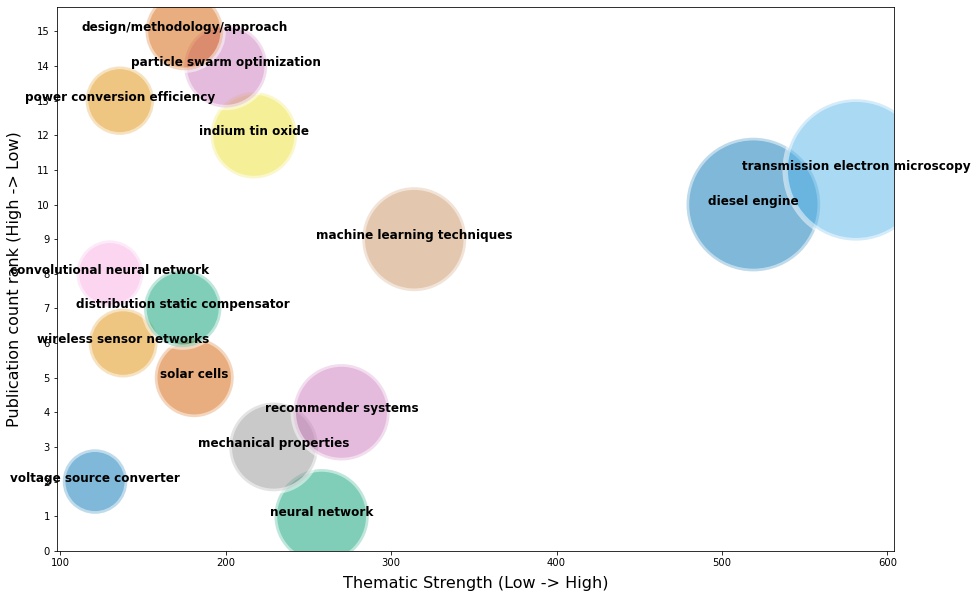 15
design/methodology/approach
14
particle swarm optimization
power conversion efficiency
12
indium tin oxide
11
transmission electron microscopy
10
diesel engine
9
machine learning techniques
8
convolutional neural network
7
distribution static compensator
6
wireless sensor networks
5
solar cells
4
recommender systems
3
mechanical properties
2
voltage source converter
1
neural network
0
100
200
300
400
500
600
Thematic Strength (Low -> High)
Publication count rank (High -> Low)